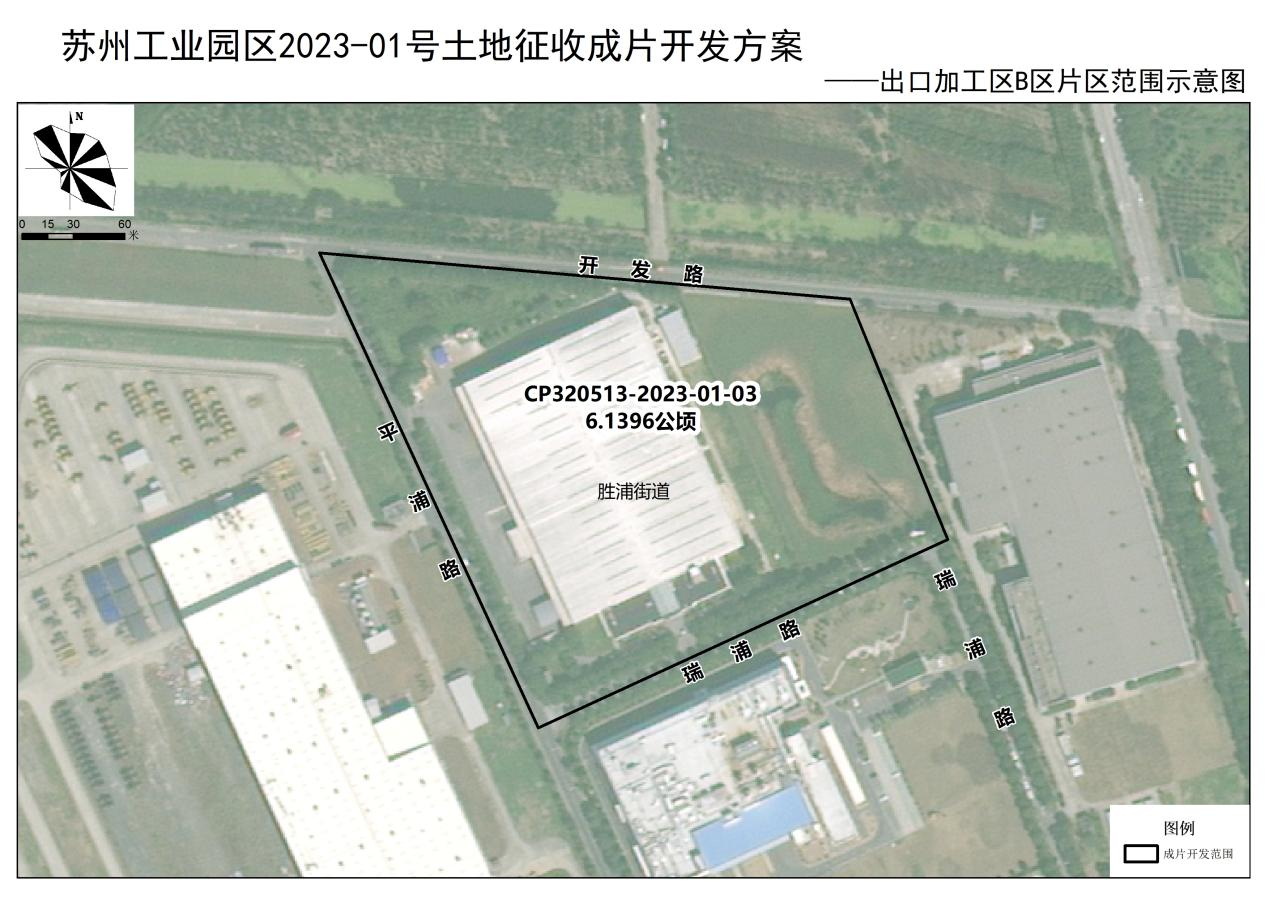 苏州工业园区2023-01号土地征收成片开发方案
——出口加工区B区片区范围示意图
N
0 15 30 60
米
开发路
CP320513-2023-01-03
6.1396公顷
胜浦街道
平浦路
瑞浦路
瑞浦路
图例
成片开发范围